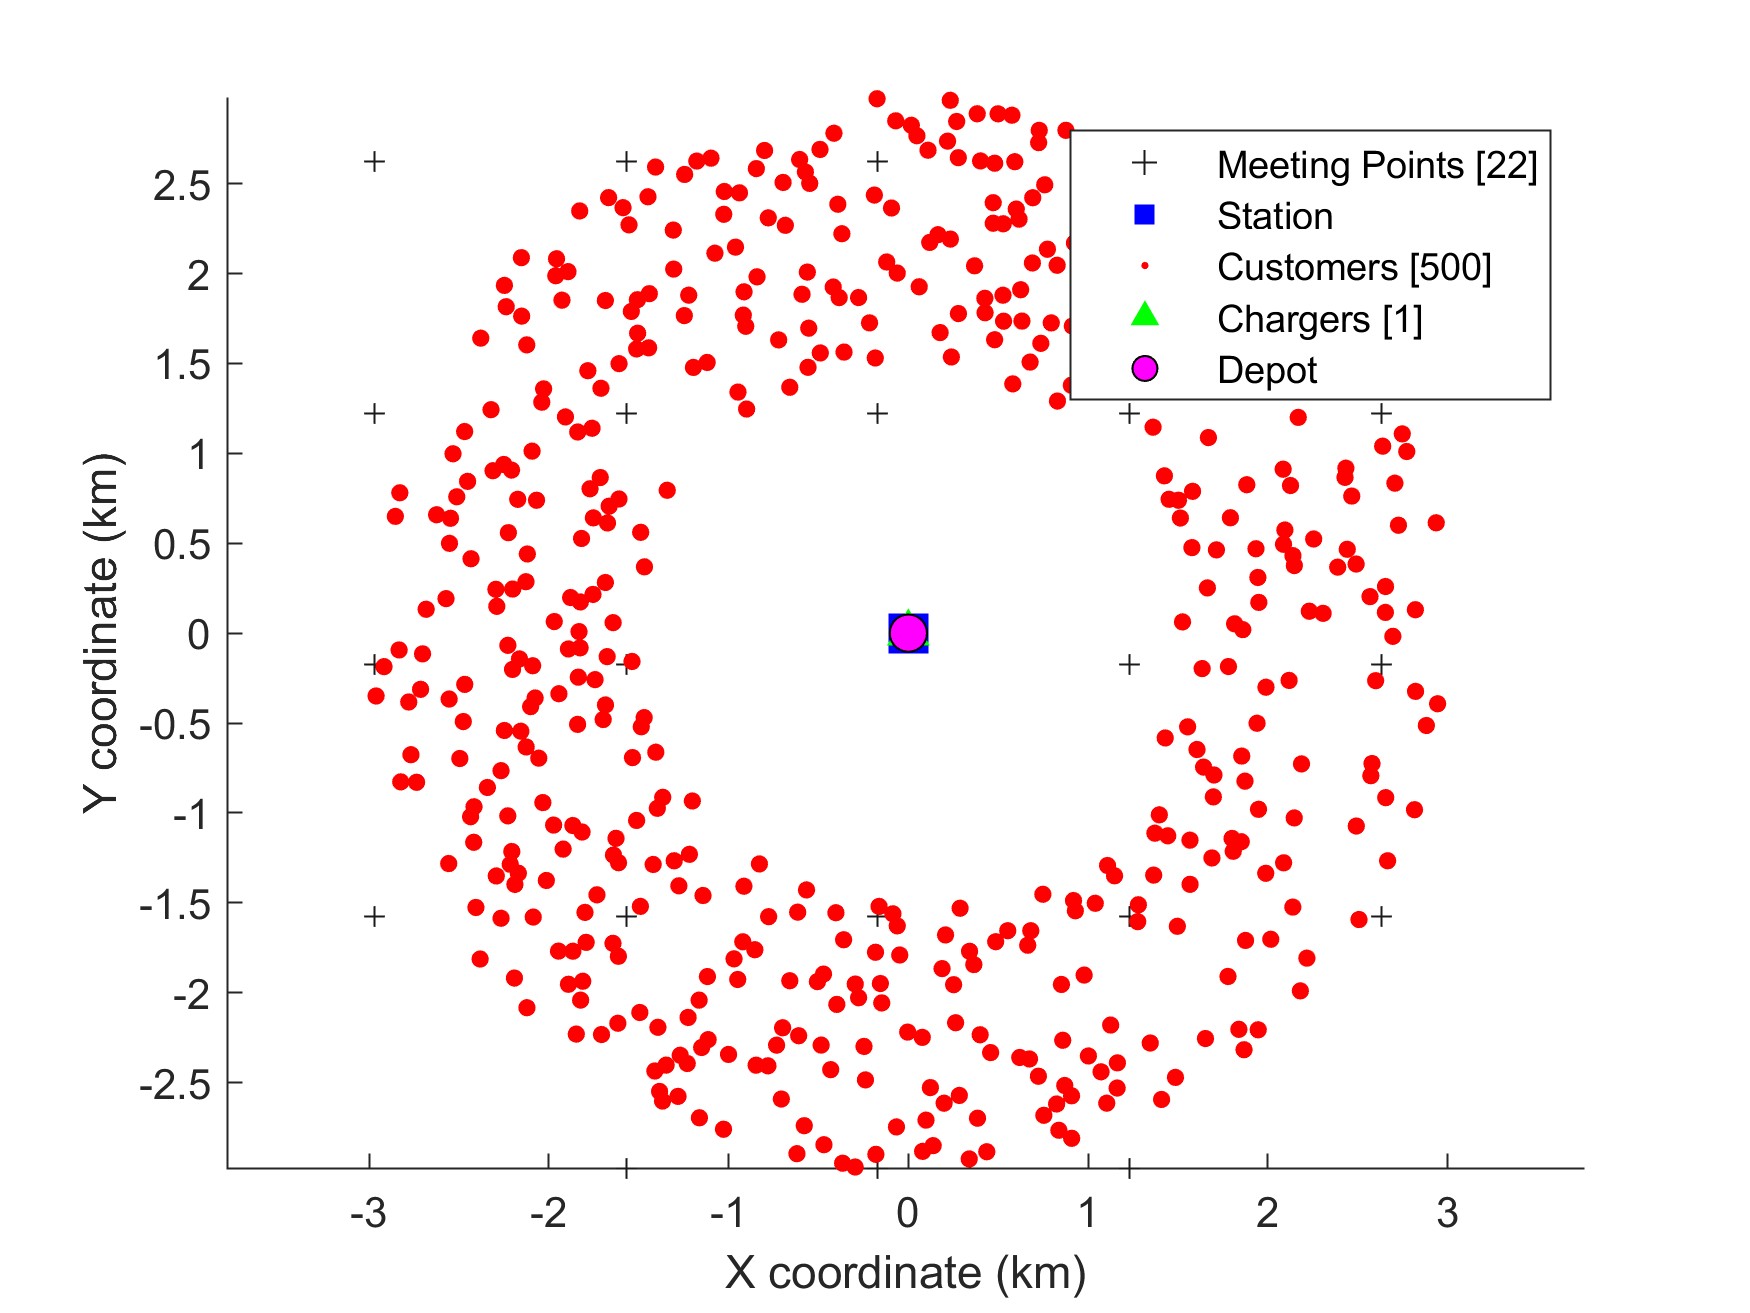 Meeting Points [22]
Station
Customers [500]
Chargers [1]
Depot
2.5
2
1.5
1
0.5
0
-0.5
-1
-1.5
-2
-2.5
Y coordinate (km)
-3 -2 -1 0 1 2 3
X coordinate (km)